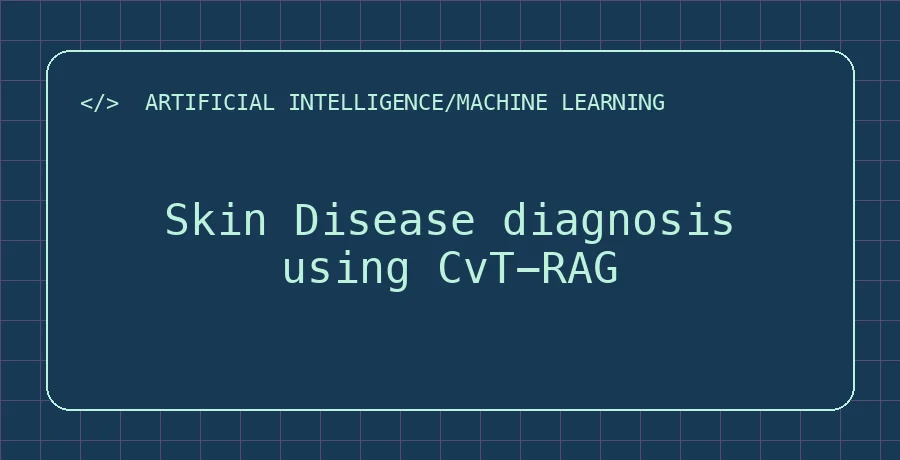 </> ARTIFICIAL INTELLIGENCE/MACHINE LEARNING
Skin Disease diagnosis
using CvT–RAG